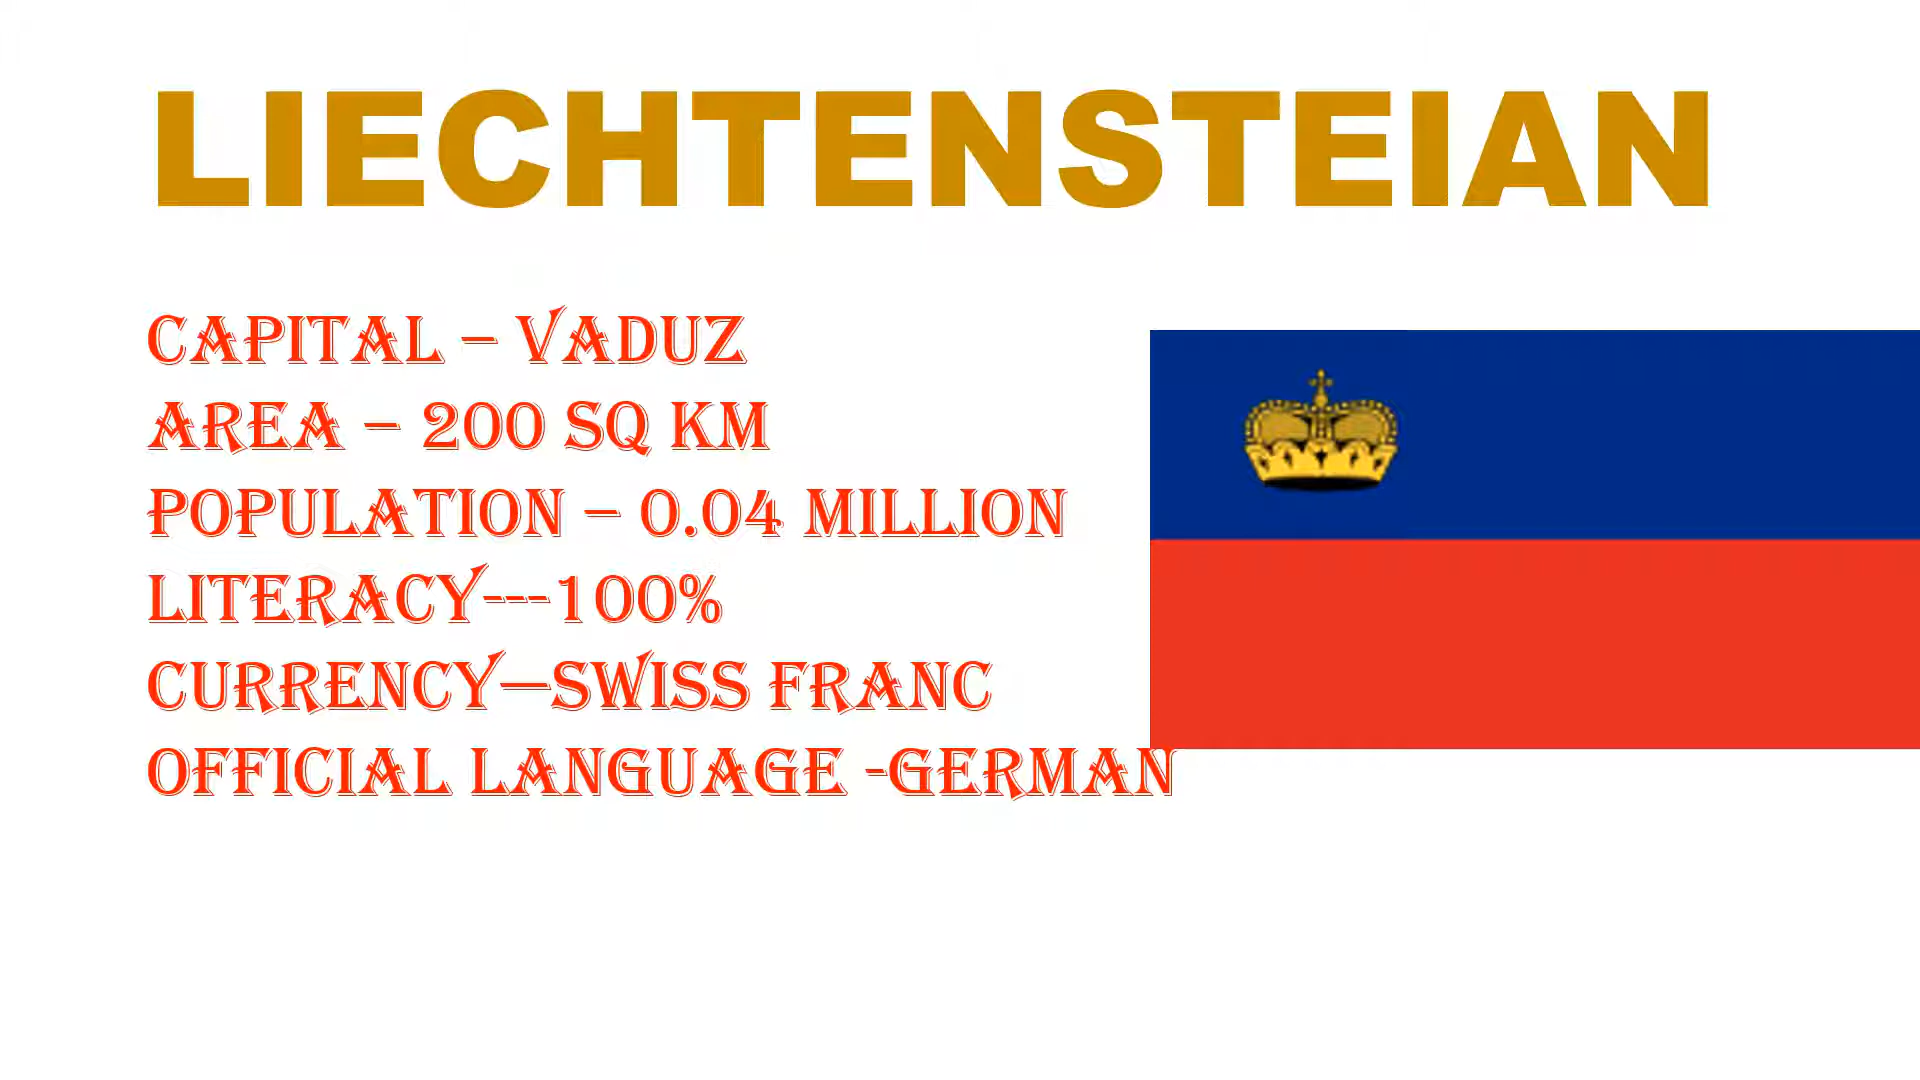 LIECHTENSTEIAN
CAPITAL – VADUZ
AREA – 200 SQ KM
POPULATION – 0.04 MILLION
LITERACY---100%
CURRENCY—SWISS FRANC
OFFICIAL LANGUAGE -GERMAN